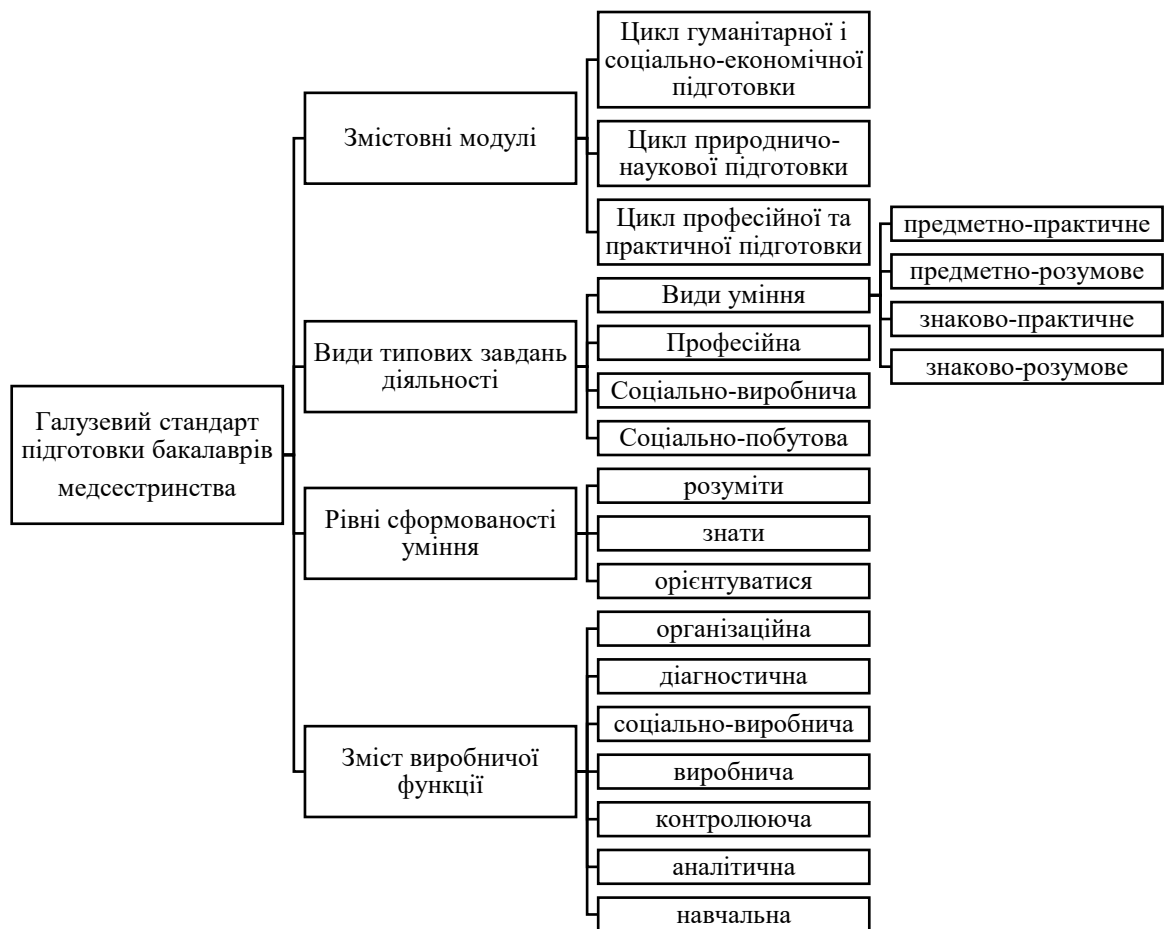 Галузевий стандарт
підготовки бакалаврів
медсестринства
Змістовні модулі
Цикл гуманітарної і
соціально-економічної
підготовки
Цикл природничо-
наукової підготовки
Цикл професійної та
практичної підготовки
Види типових завдань
діяльності
Види уміння
предметно-практичне
предметно-розумове
знаково-практичне
знаково-розумове
Професійна
Соціально-виробнича
Соціально-побутова
Рівні сформованості
уміння
розуміти
знати
орієнтуватися
Зміст виробничої
функції
організаційна
діагностична
соціально-виробнича
виробнича
контролююча
аналітична
навчальна